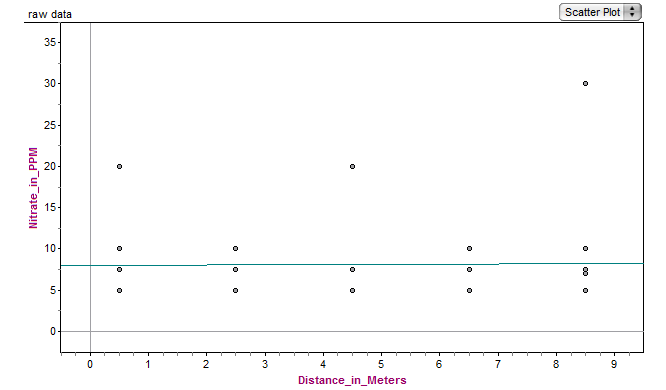 raw data
Scatter Plot
Nitrate_in_PPM
35
30
25
20
15
10
5
0
0 1 2 3 4 5 6 7 8 9
Distance_in_Meters